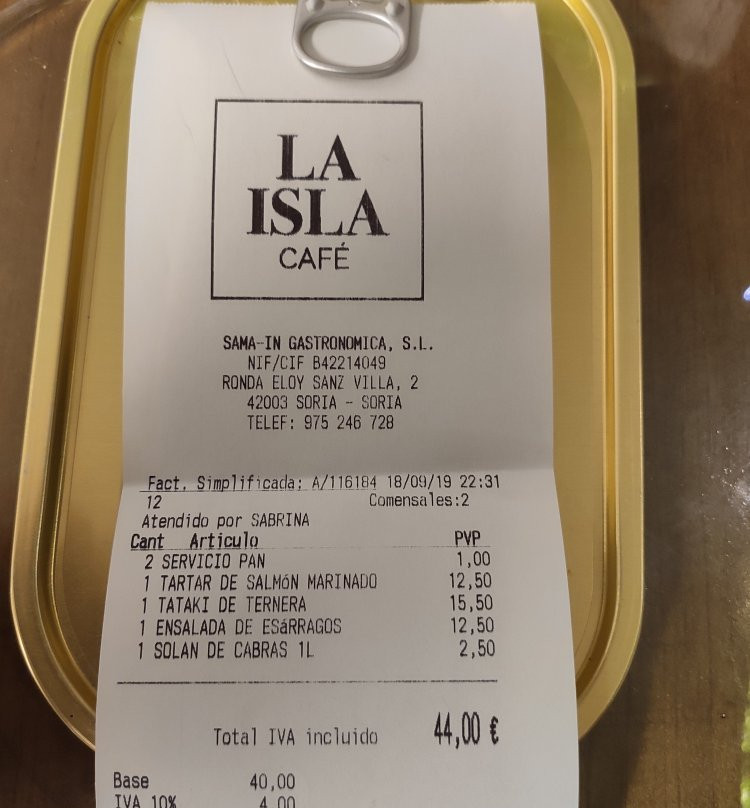 LA
ISLA
CAFÉ
SAMA-IN GASTRONOMICA, S.L.
NIF/CIF B42214049
RONDA ELOY SANZ VILLA, 2
42003 SORIA - SORIA
TELEF: 975 246 728
Fact. Simplificada: A/116184 18/09/19 22:31
12 Comensales:2
Atendido por SABRINA
Cant Articulo PVP
2 SERVICIO PAN 1,00
1 TARTAR DE SALMóN MARINADO 12,50
1 TATAKI DE TERNERA 15,50
1 ENSALADA DE ESáRRAGOS 12,50
1 SOLAN DE CABRAS 1L 2,50
Total IVA incluido 44,00 €
Base 40,00
IVA 10% 4,00